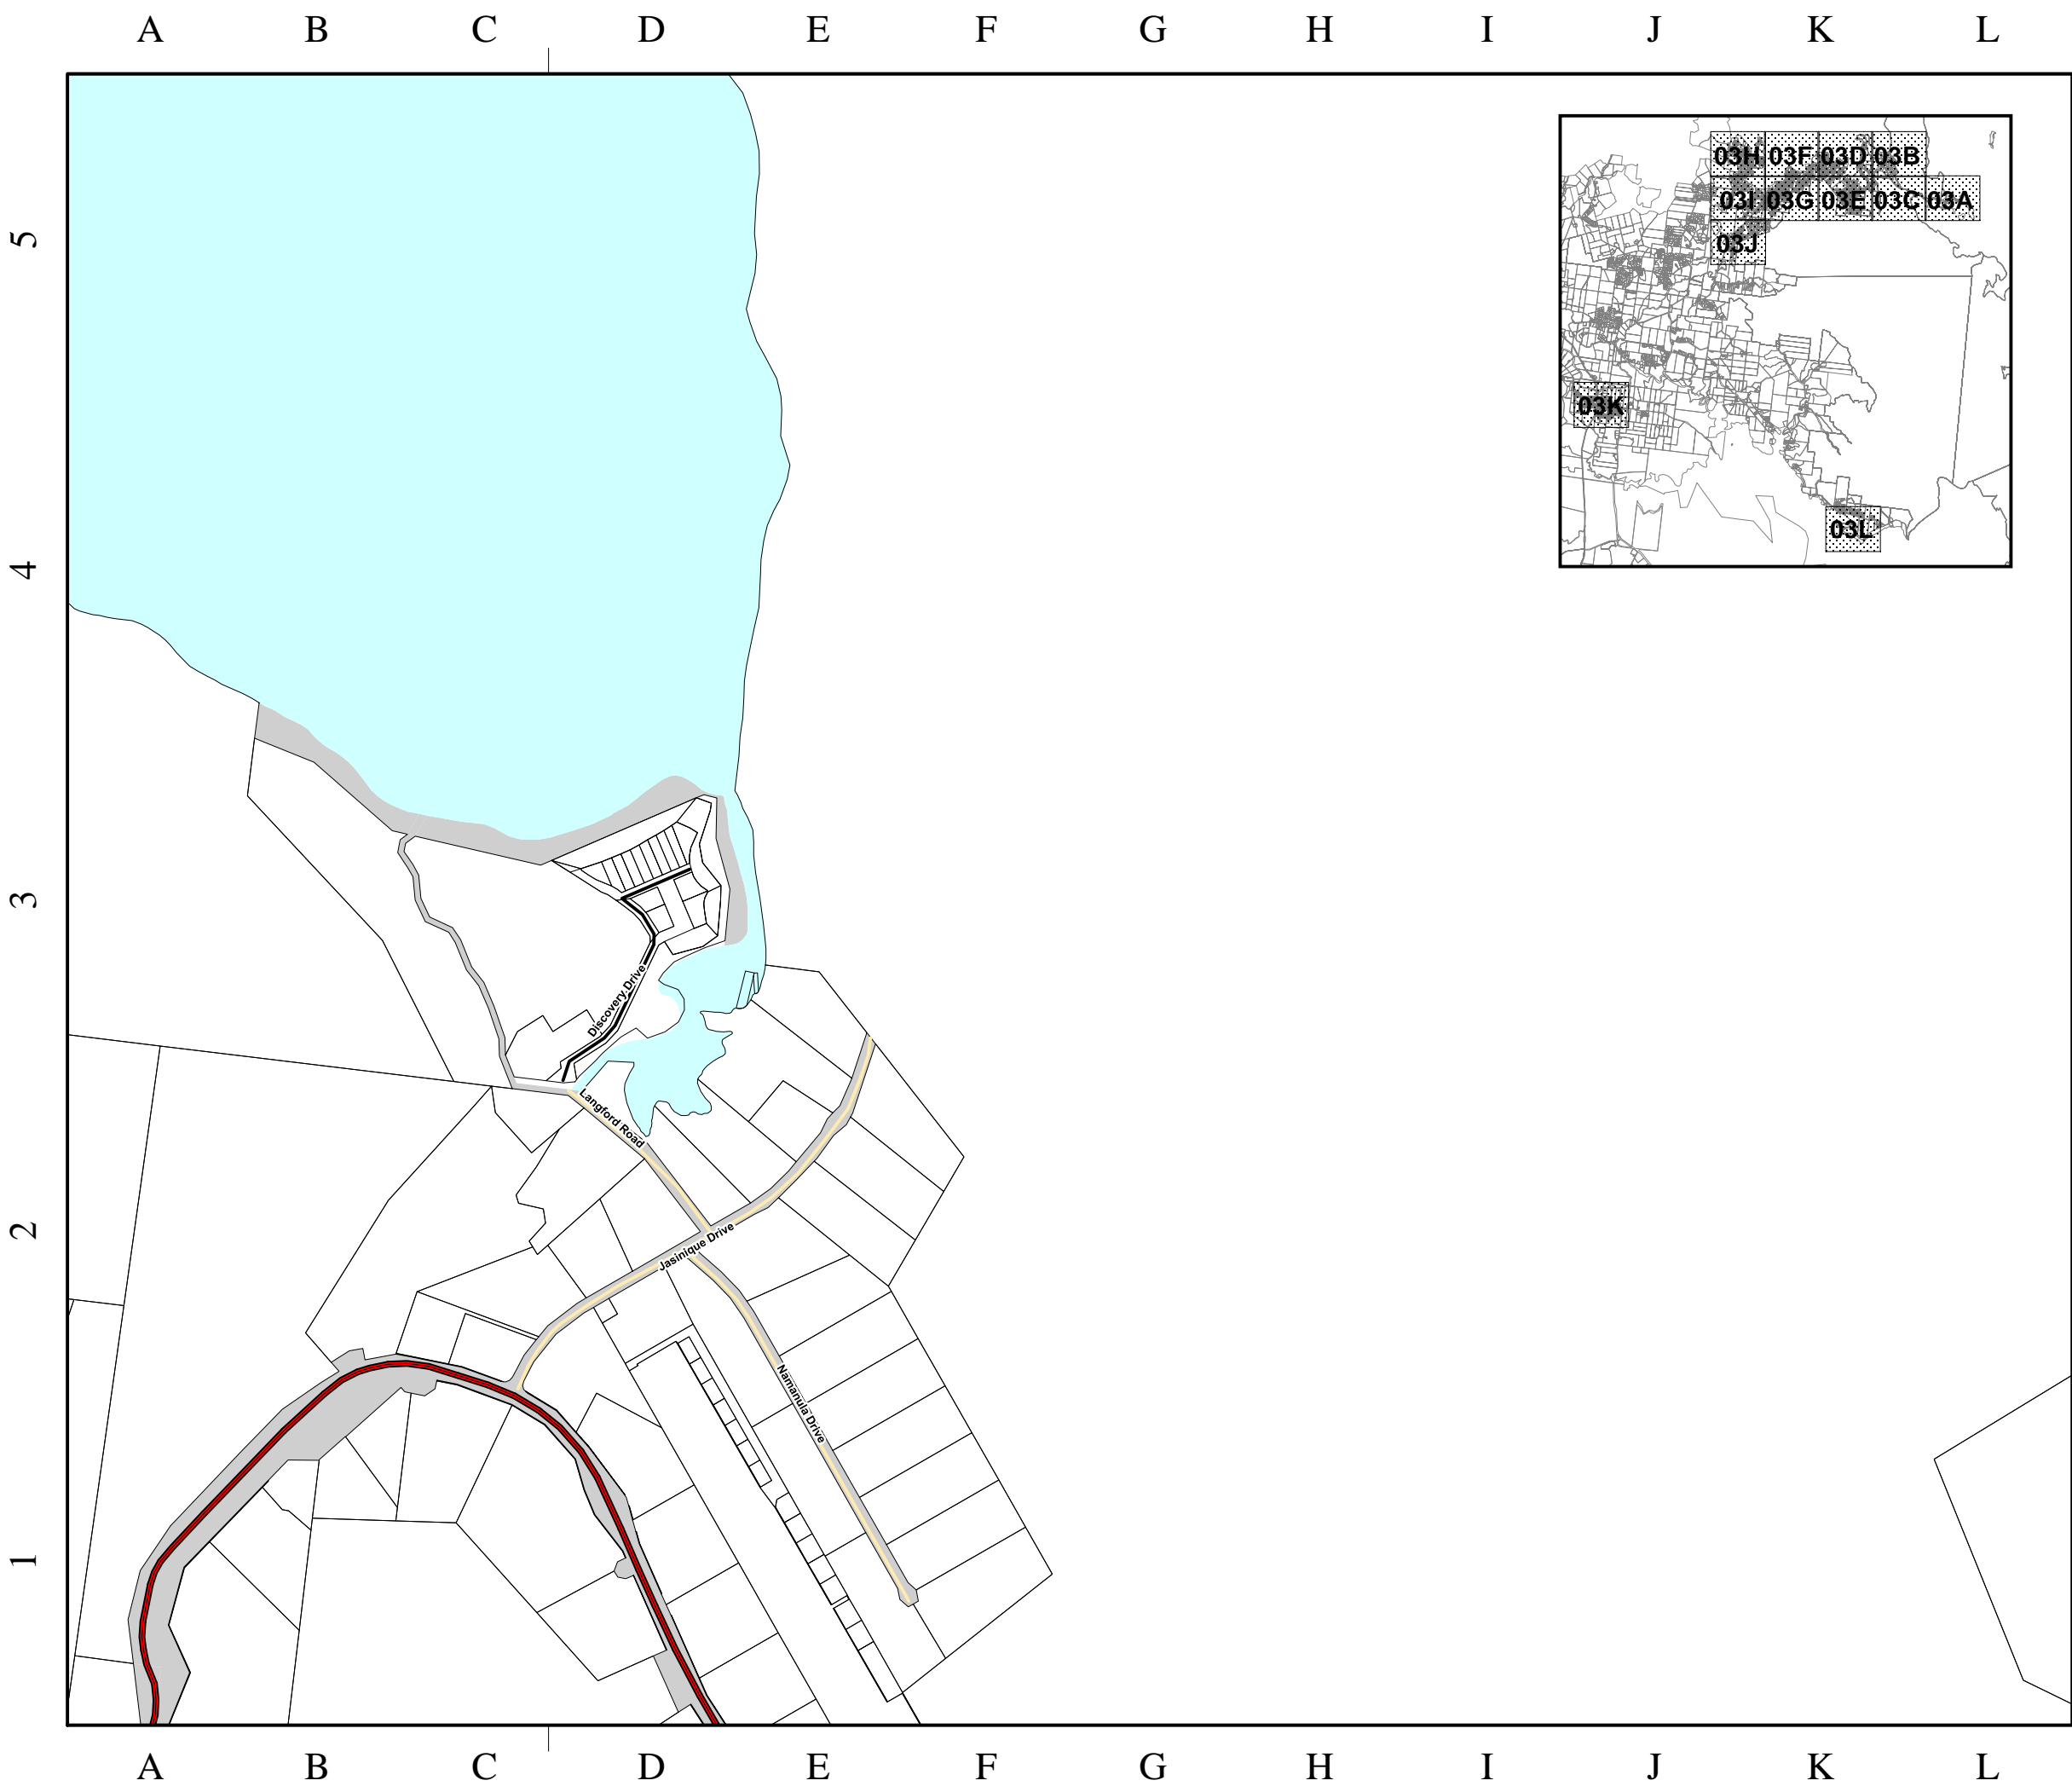 A B C D E F G H I J K L
03H 03F 03D 03B
03I 03G 03E 03C 03A
03J
03K
03L
5
4
3
2
1
Discovery Drive
Langford Road
Jasinique Drive
Namanula Drive
A B C D E F G H I J K L